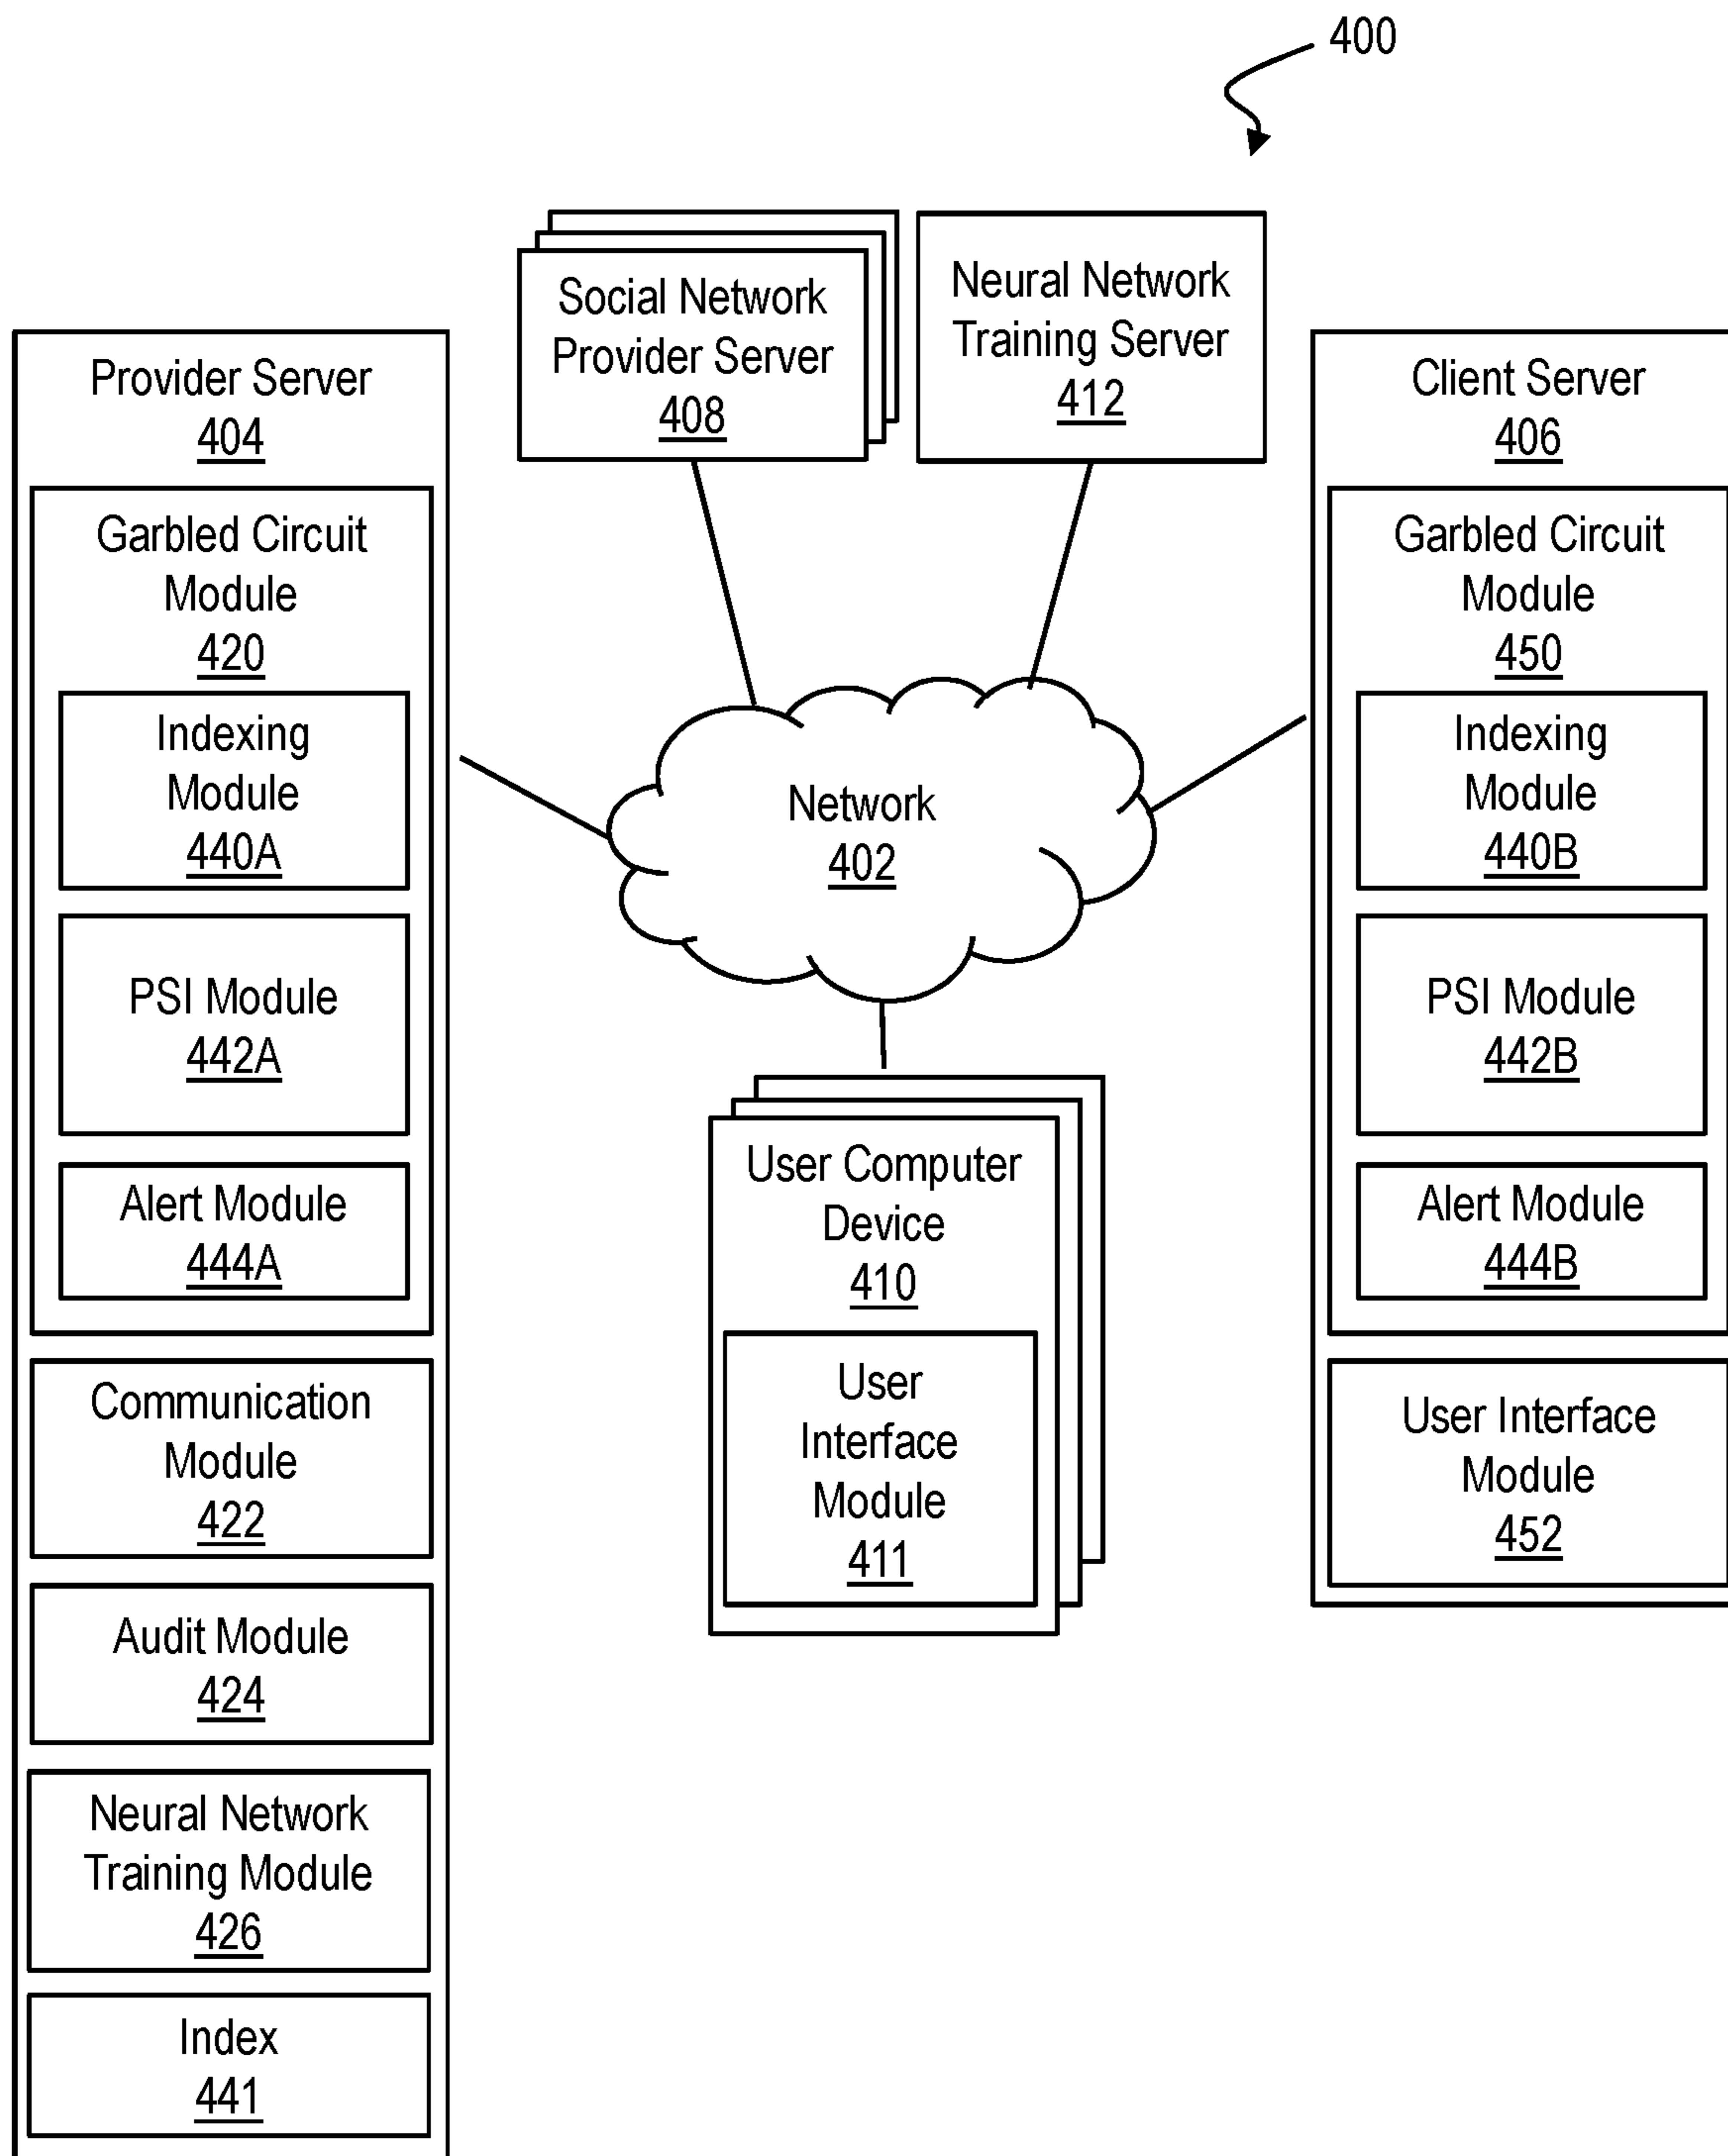 400
Social Network
Provider Server
408
Neural Network
Training Server
412
Provider Server
404
Garbled Circuit
Module
420
Indexing
Module
440A
PSI Module
442A
Alert Module
444A
Communication
Module
422
Audit Module
424
Neural Network
Training Module
426
Index
441
Network
402
User Computer
Device
410
User
Interface
Module
411
Client Server
406
Garbled Circuit
Module
450
Indexing
Module
440B
PSI Module
442B
Alert Module
444B
User Interface
Module
452